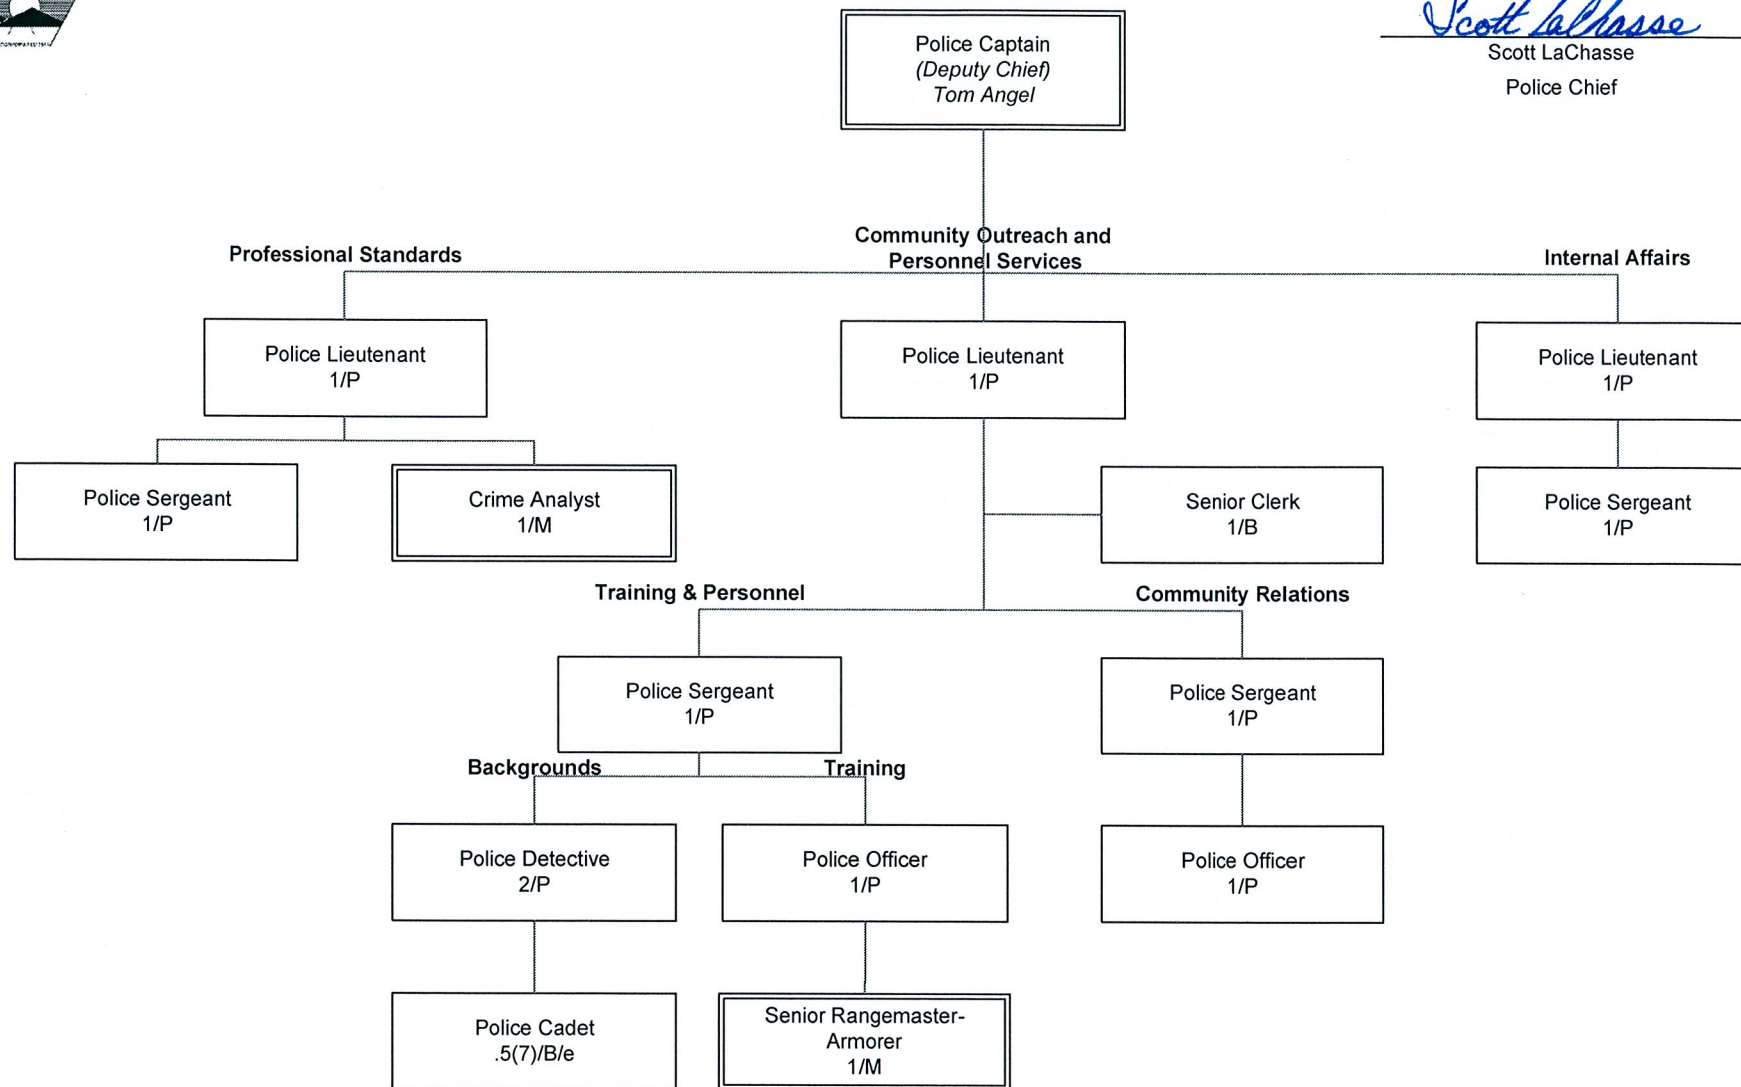 Police Captain
(Deputy Chief)
Tom Angel
Scott LaChasse
Scott LaChasse
Police Chief
Professional Standards
Community Outreach and
Personnel Services
Internal Affairs
Police Lieutenant
1/P
Police Lieutenant
1/P
Police Lieutenant
1/P
Police Sergeant
1/P
Crime Analyst
1/M
Senior Clerk
1/B
Police Sergeant
1/P
Training & Personnel
Community Relations
Police Sergeant
1/P
Police Sergeant
1/P
Backgrounds
Training
Police Detective
2/P
Police Officer
1/P
Police Officer
1/P
Police Cadet
.5(7)/B/e
Senior Rangemaster-
Armorer
1/M